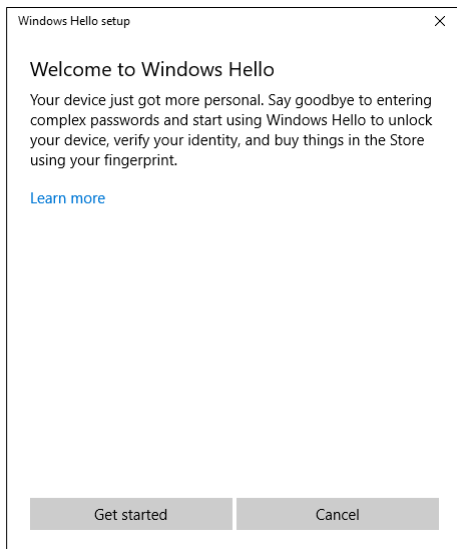 Windows Hello setup
Welcome to Windows Hello
Your device just got more personal. Say goodbye to entering
complex passwords and start using Windows Hello to unlock
your device, verify your identity, and buy things in the Store
using your fingerprint.
Learn more
Get started
Cancel